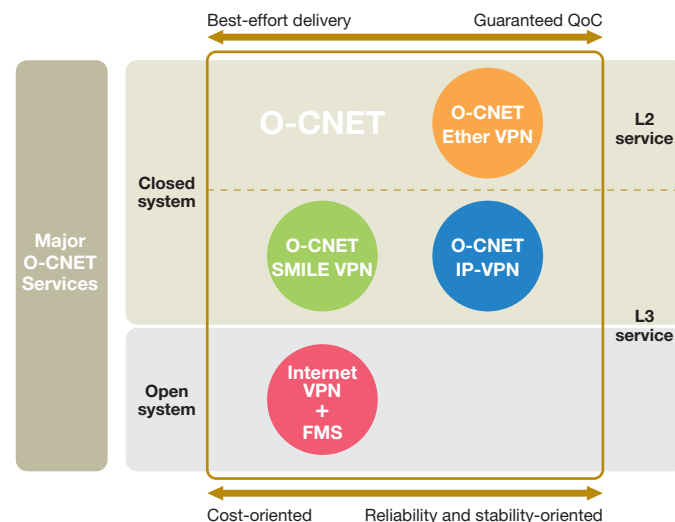 Best-effort delivery
Guaranteed QoC
O-CNET
O-CNET
Ether VPN
L2
service
Closed
system
Major
O-CNET
Services
O-CNET
SMILE VPN
O-CNET
IP-VPN
L3
service
Open
system
Internet
VPN
+
FMS
Cost-oriented
Reliability and stability-oriented